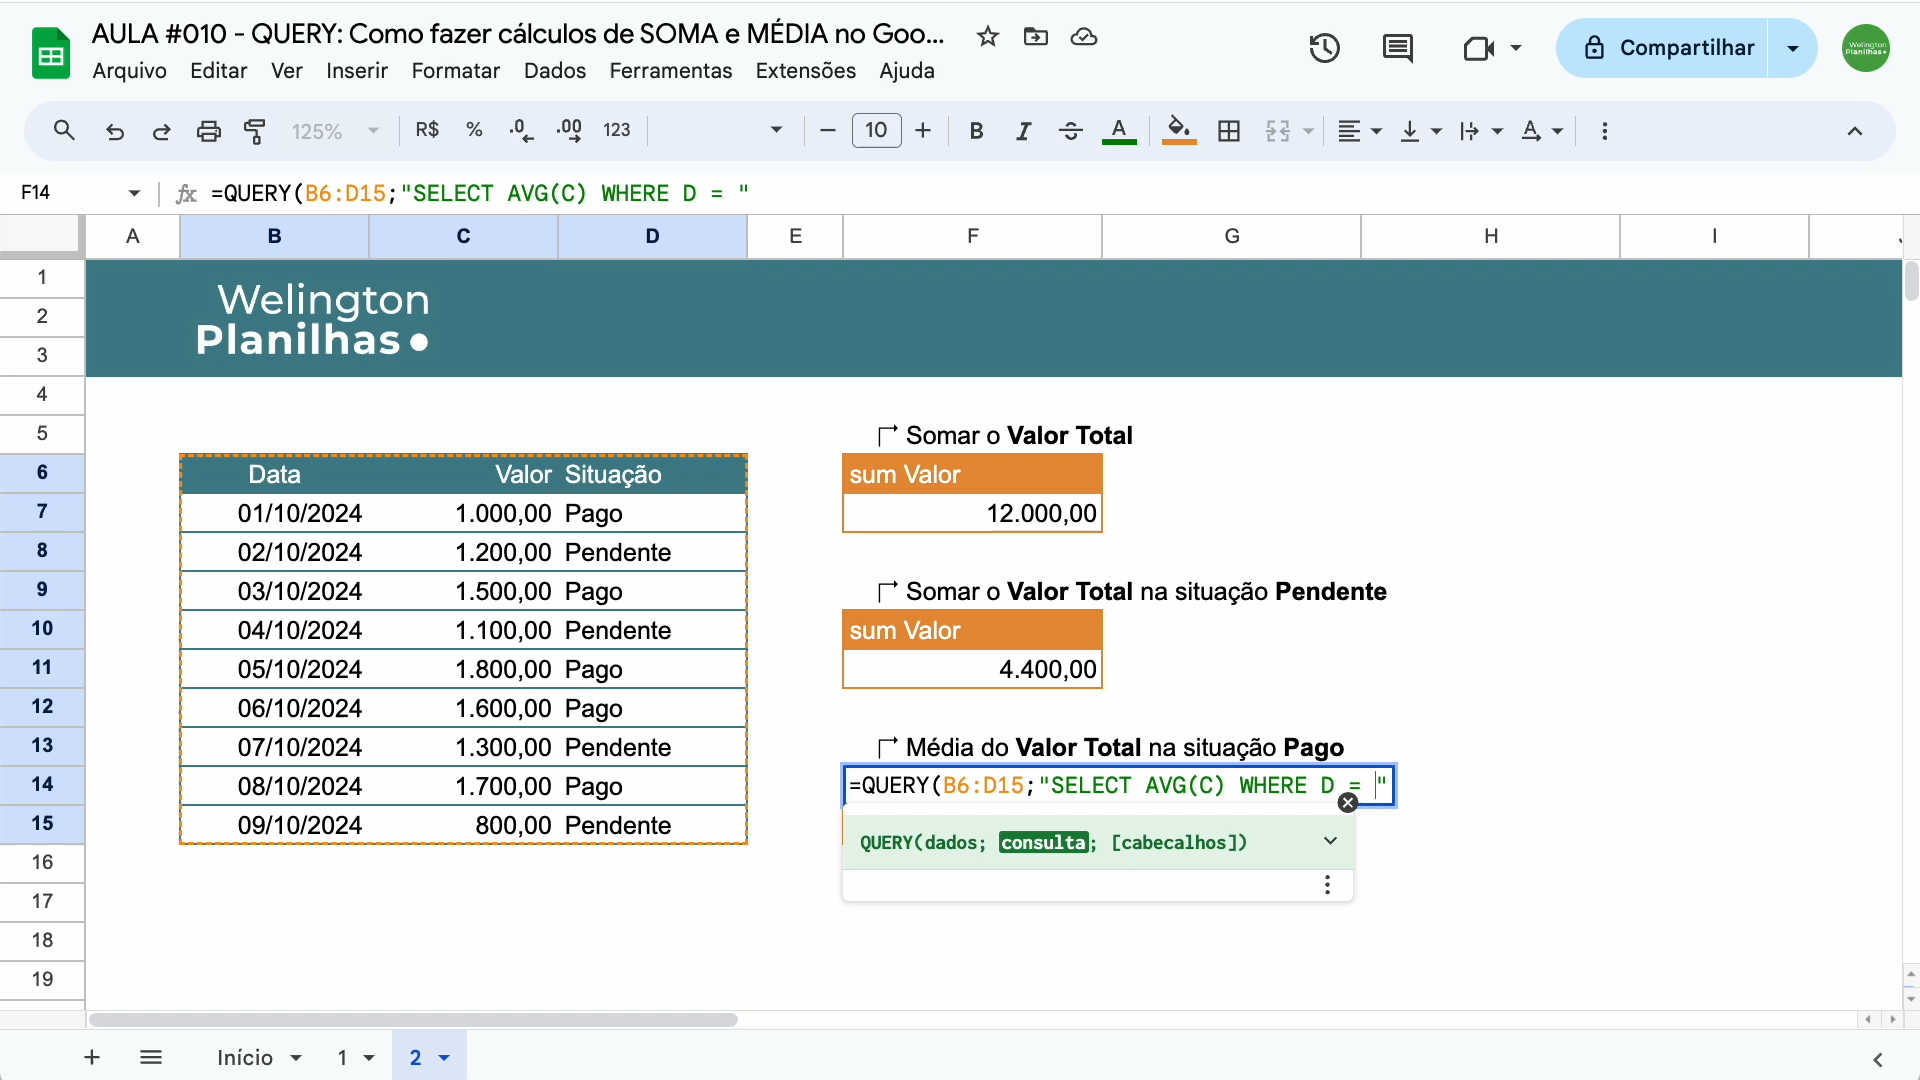 AULA #010 - QUERY: Como fazer cálculos de SOMA e MÉDIA no Goo...
Arquivo Editar Ver Inserir Formatar Dados Ferramentas Extensões Ajuda
Compartilhar
Welington
Planilhas
125% R$ % .0 .00 123 10 B I S A A
F14 fx =QUERY(B6:D15;"SELECT AVG(C) WHERE D = "
A B C D E F G H I
1
Welington
2
3
Planilhas
4
5 Somar o Valor Total
6 Data Valor Situação sum Valor
7 01/10/2024 1.000,00 Pago 12.000,00
8 02/10/2024 1.200,00 Pendente
9 03/10/2024 1.500,00 Pago Somar o Valor Total na situação Pendente
10 04/10/2024 1.100,00 Pendente sum Valor
11 05/10/2024 1.800,00 Pago 4.400,00
12 06/10/2024 1.600,00 Pago
13 07/10/2024 1.300,00 Pendente Média do Valor Total na situação Pago
14 08/10/2024 1.700,00 Pago =QUERY(B6:D15;"SELECT AVG(C) WHERE D = "
15 09/10/2024 800,00 Pendente QUERY(dados; consulta; [cabecalhos])
16
17
18
19
+ Início 1 2